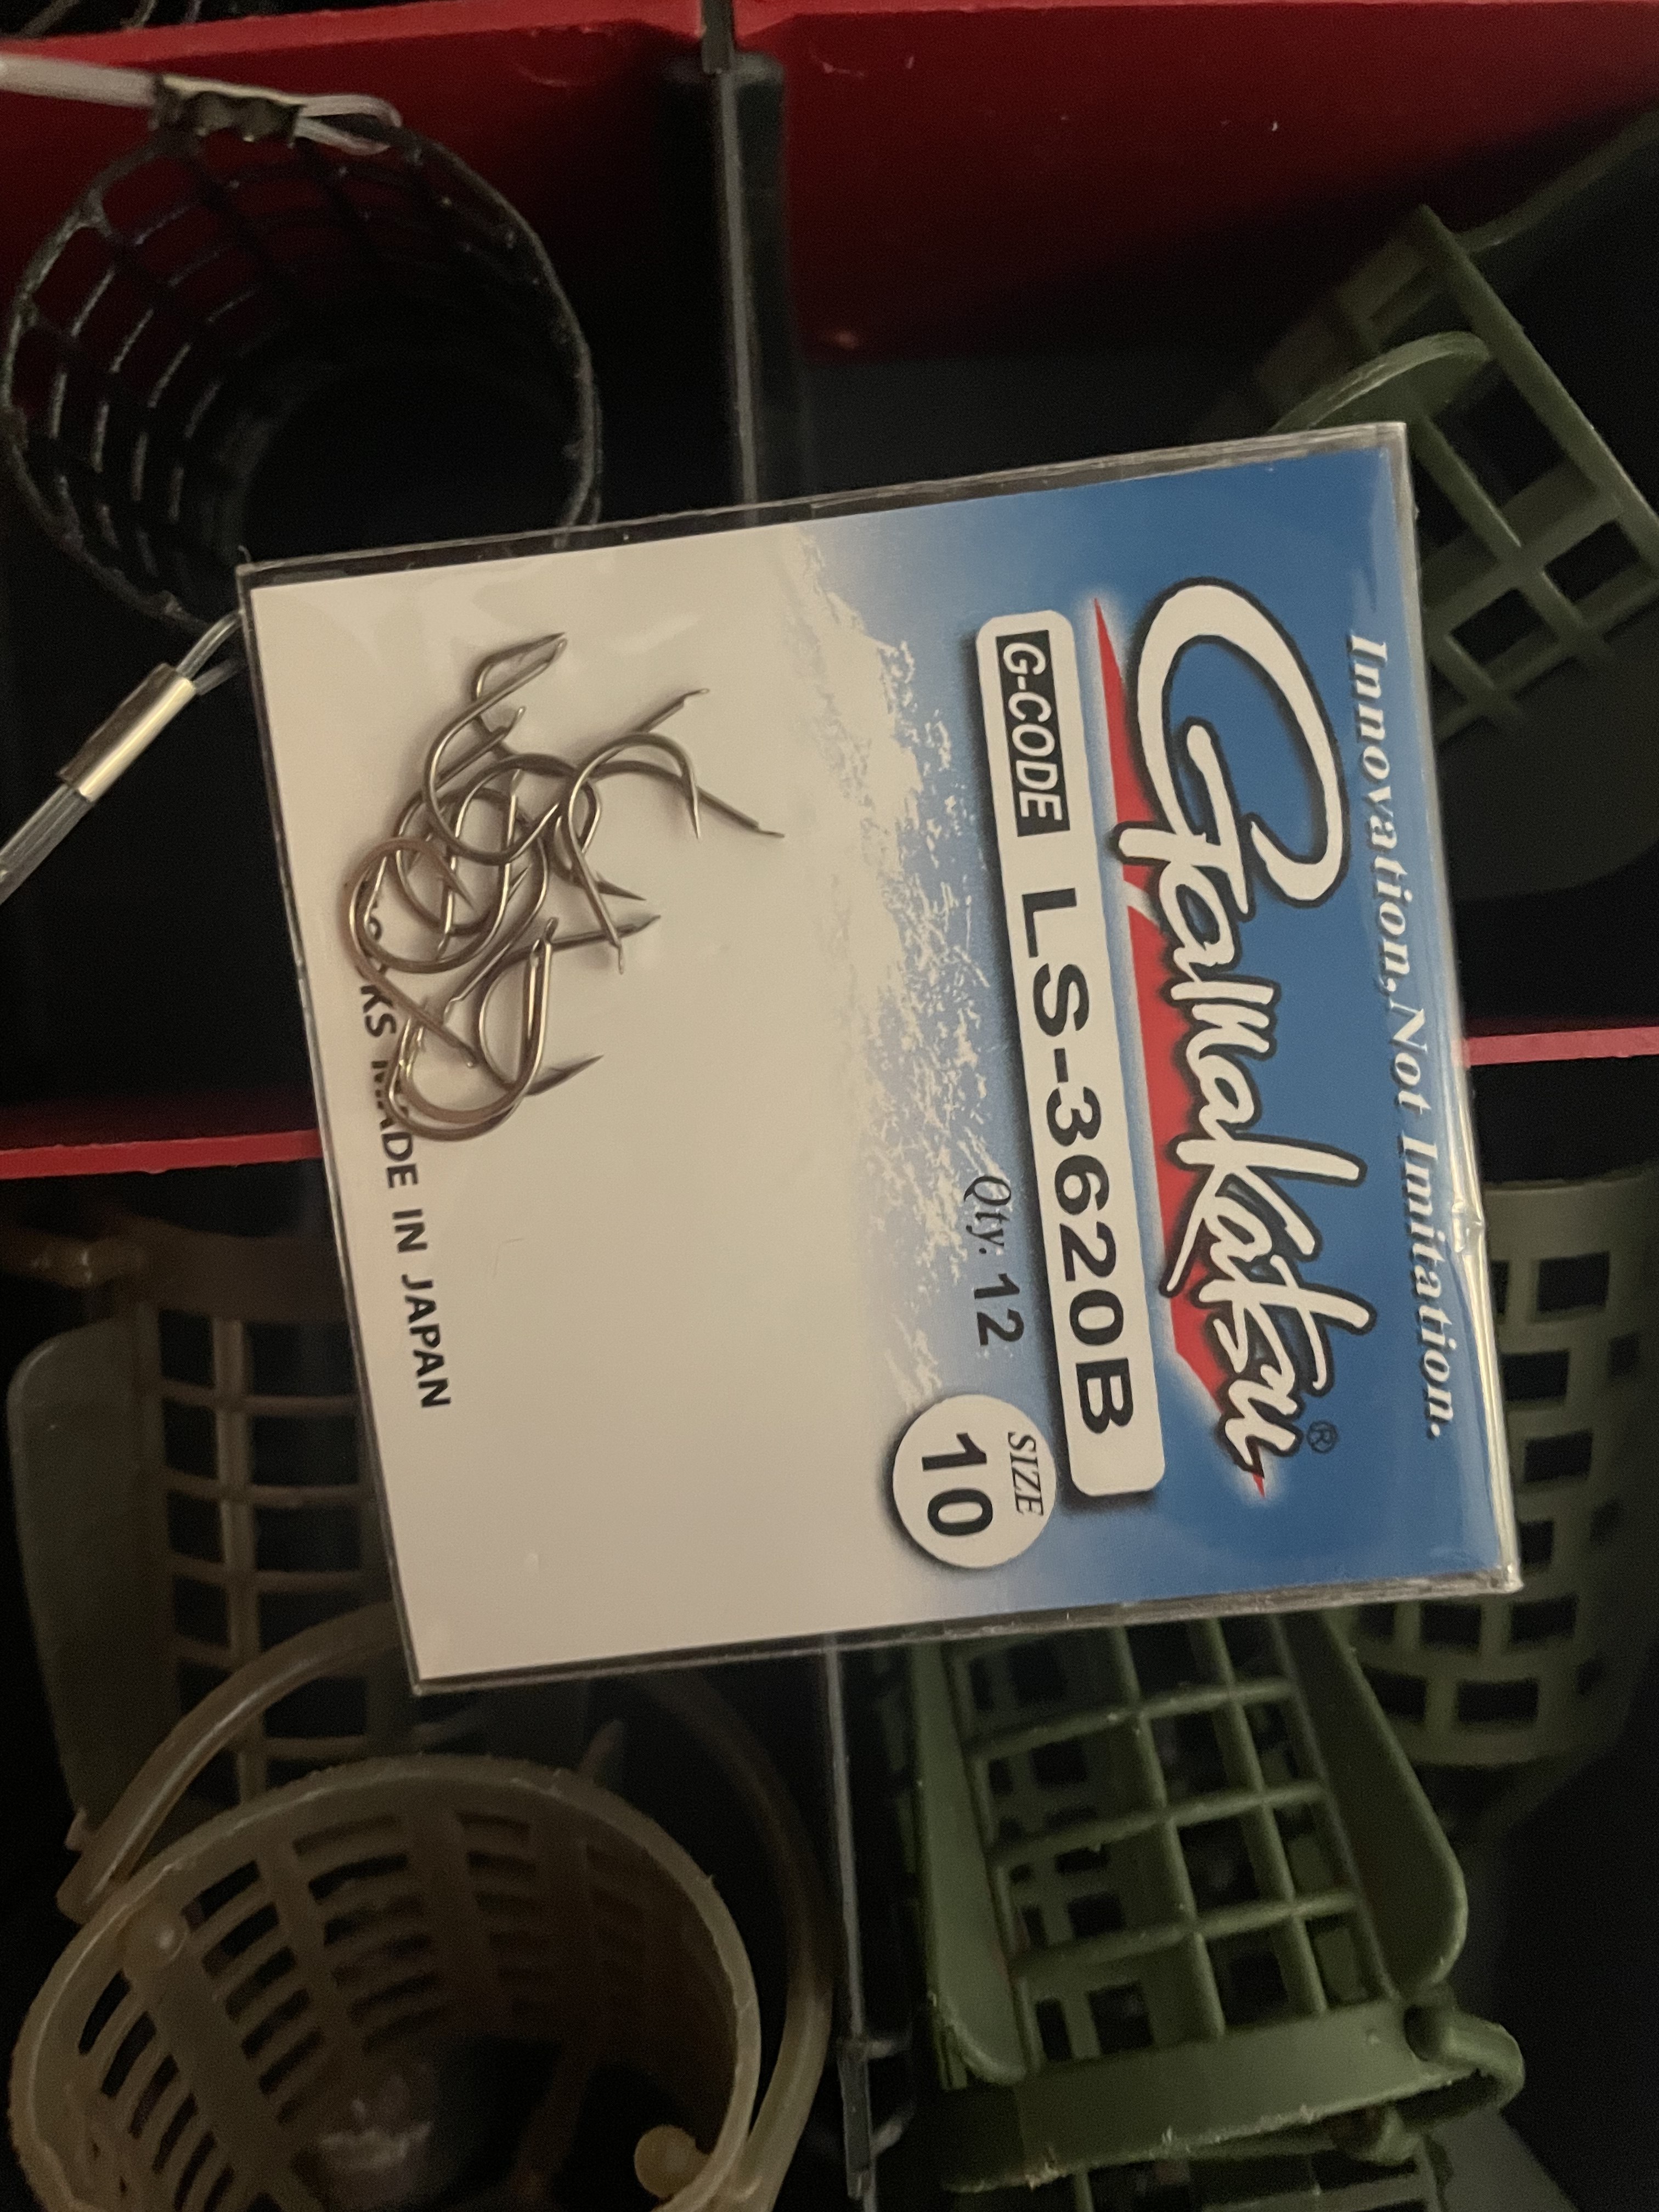 Innovation, Not Imitation.
Gamakatsu®
G-CODE LS-3620B
Qty: 12
SIZE
10
MADE IN JAPAN